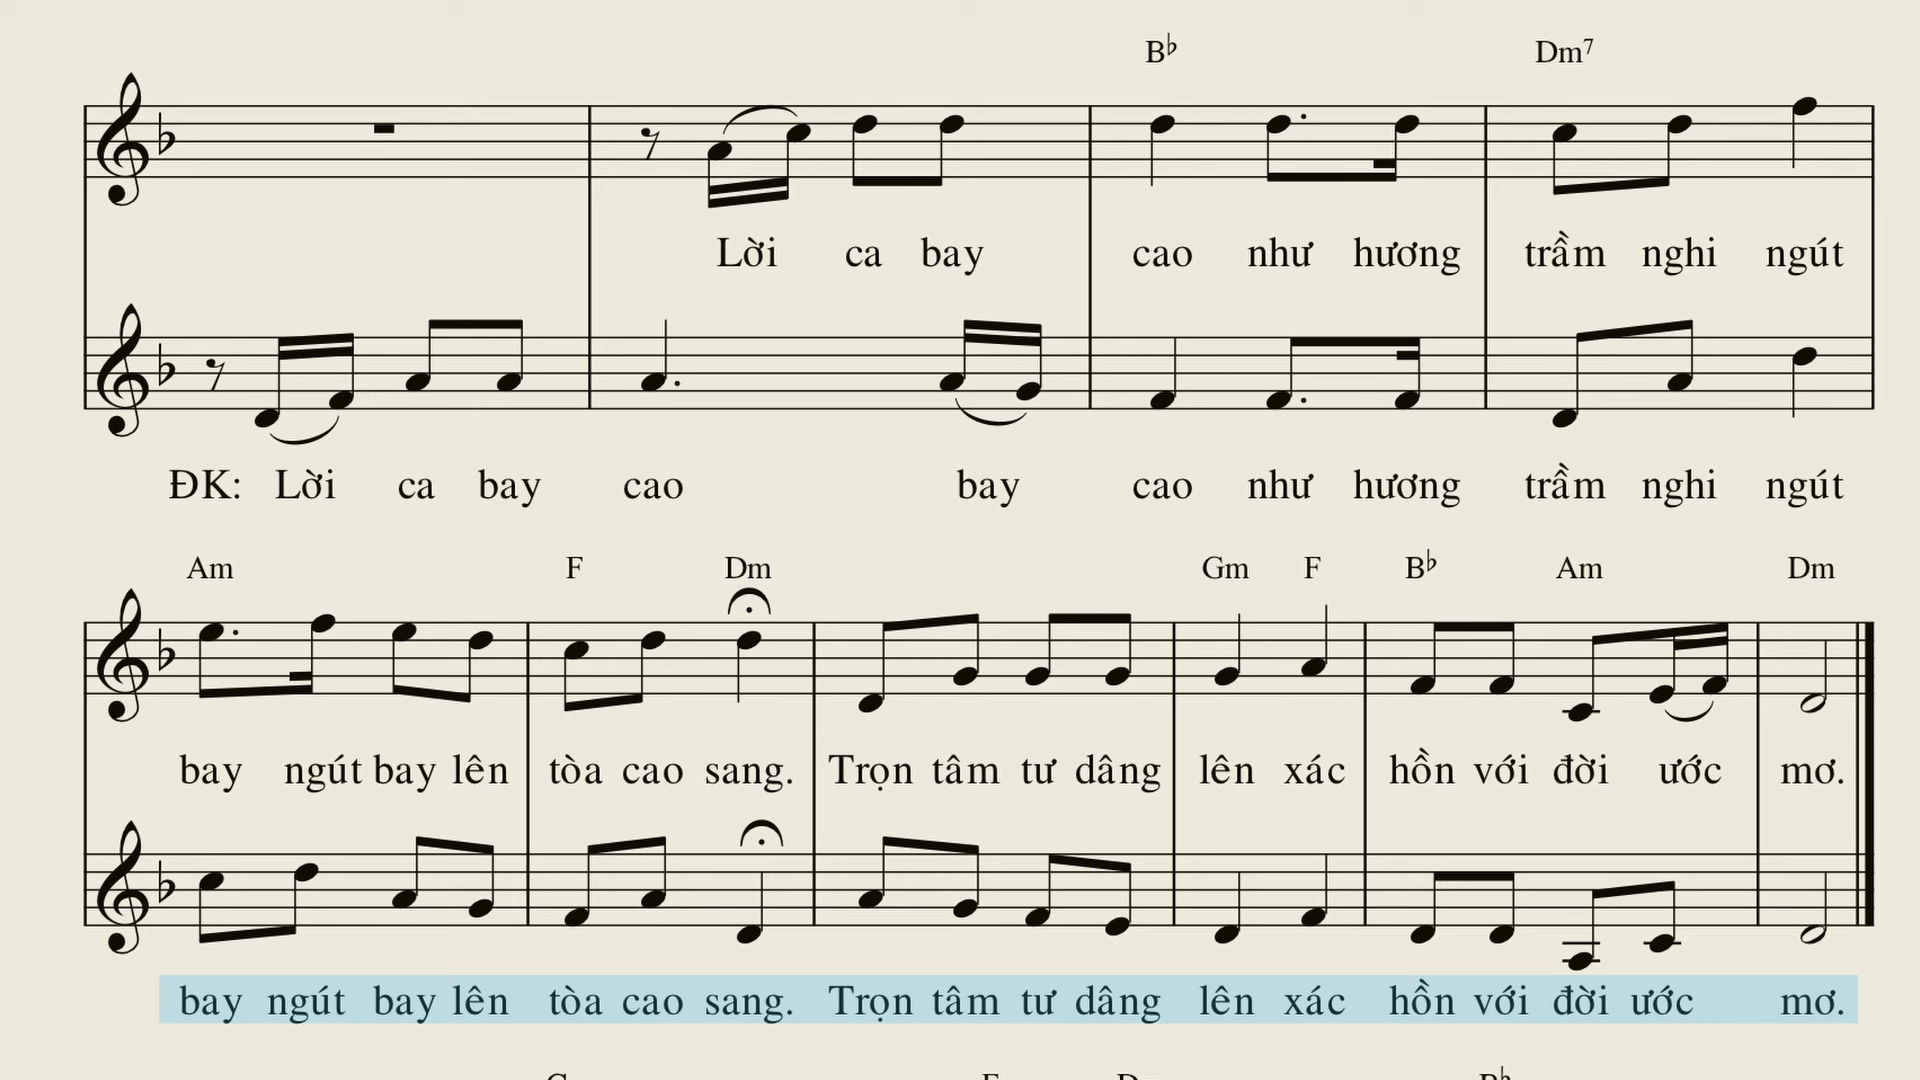 B♭ Dm7
Lời ca bay cao như hương trầm nghi ngút
ĐK: Lời ca bay cao bay cao như hương trầm nghi ngút
Am F Dm Gm F B♭ Am Dm
bay ngút bay lên tòa cao sang. Trọn tâm tư dâng lên xác hồn với đời ước mơ.
bay ngút bay lên tòa cao sang. Trọn tâm tư dâng lên xác hồn với đời ước mơ.